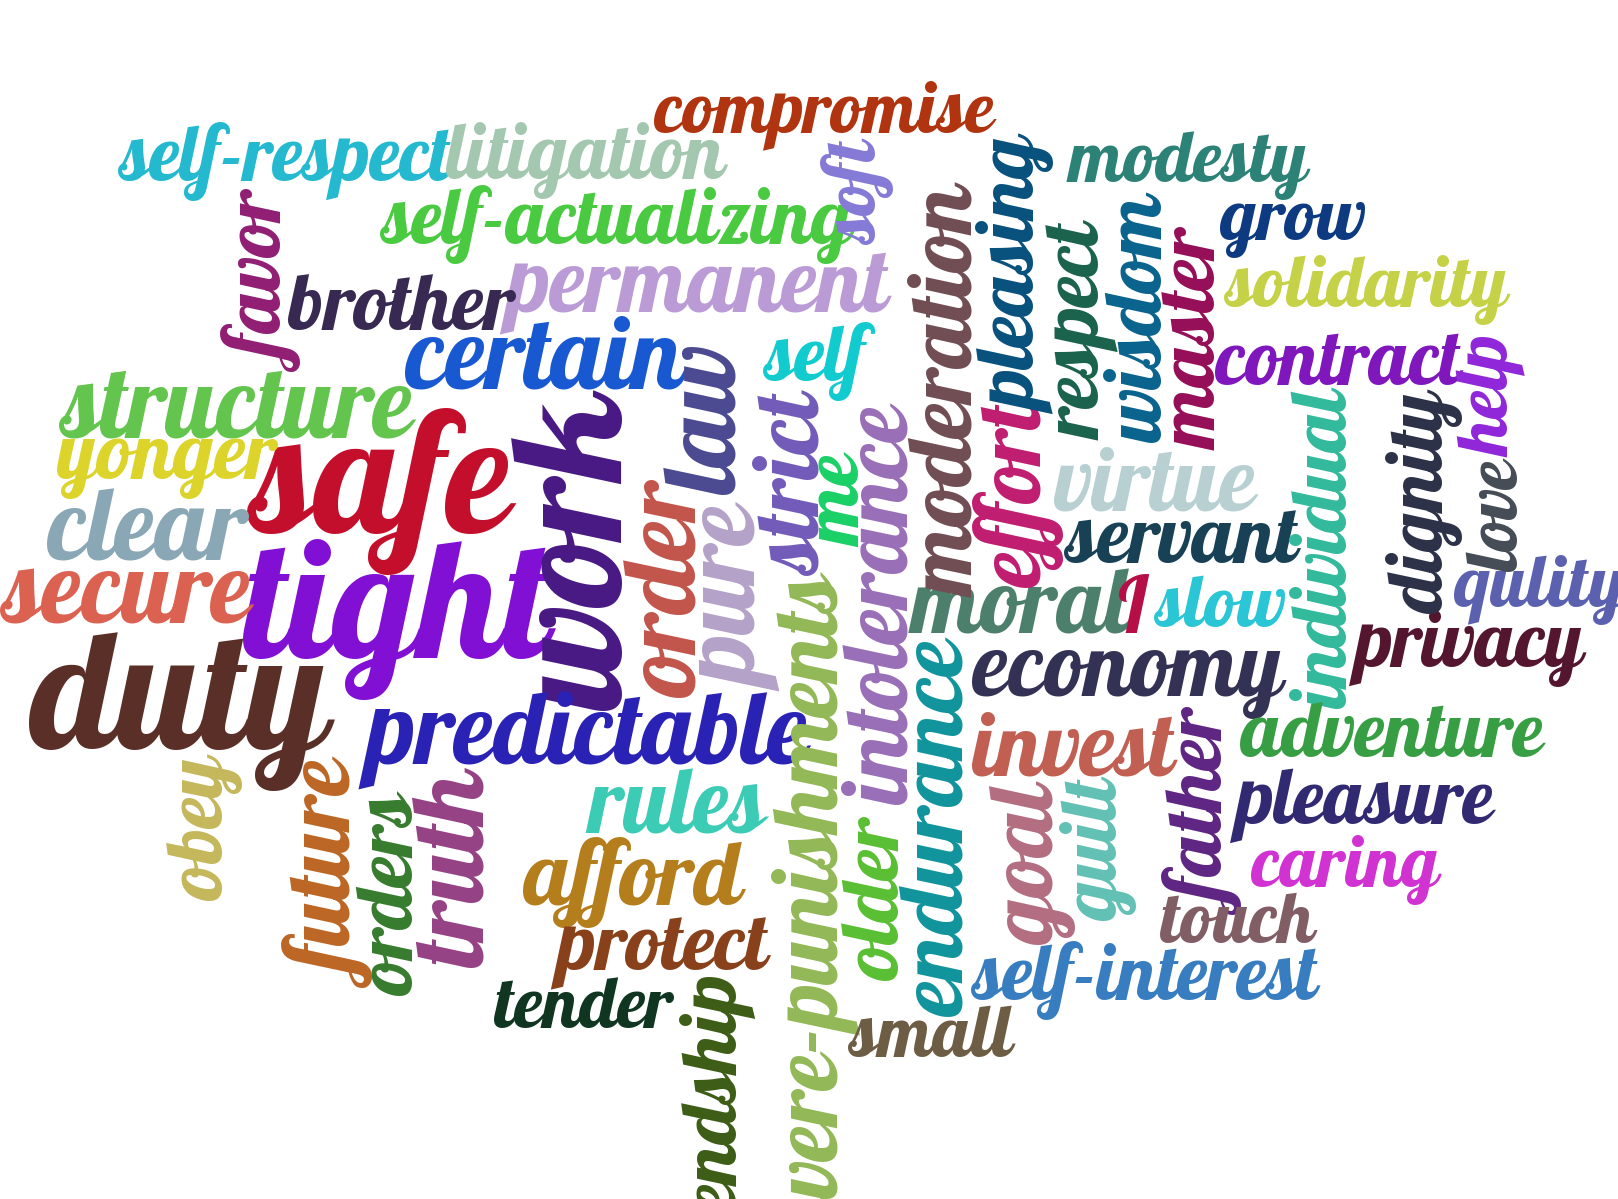 compromise
self-respect
litigation
soft
pleasing
modesty
self-actualizing
favor
moderation
respect
wisdom
grow
master
permanent
solidarity
brother
certain
self
contract
help
law
structure
strict
individual
dignity
yonger
safe
work
me
intolerance
effort
virtue
love
clear
order
pure
servant
secure
tight
moral
I
slow
qulity
duty
privacy
economy
predictable
vere-punishments
endurance
invest
adventure
obey
future
orders
truth
rules
older
goal
guilt
father
pleasure
afford
caring
protect
touch
tender
self-interest
endship
small